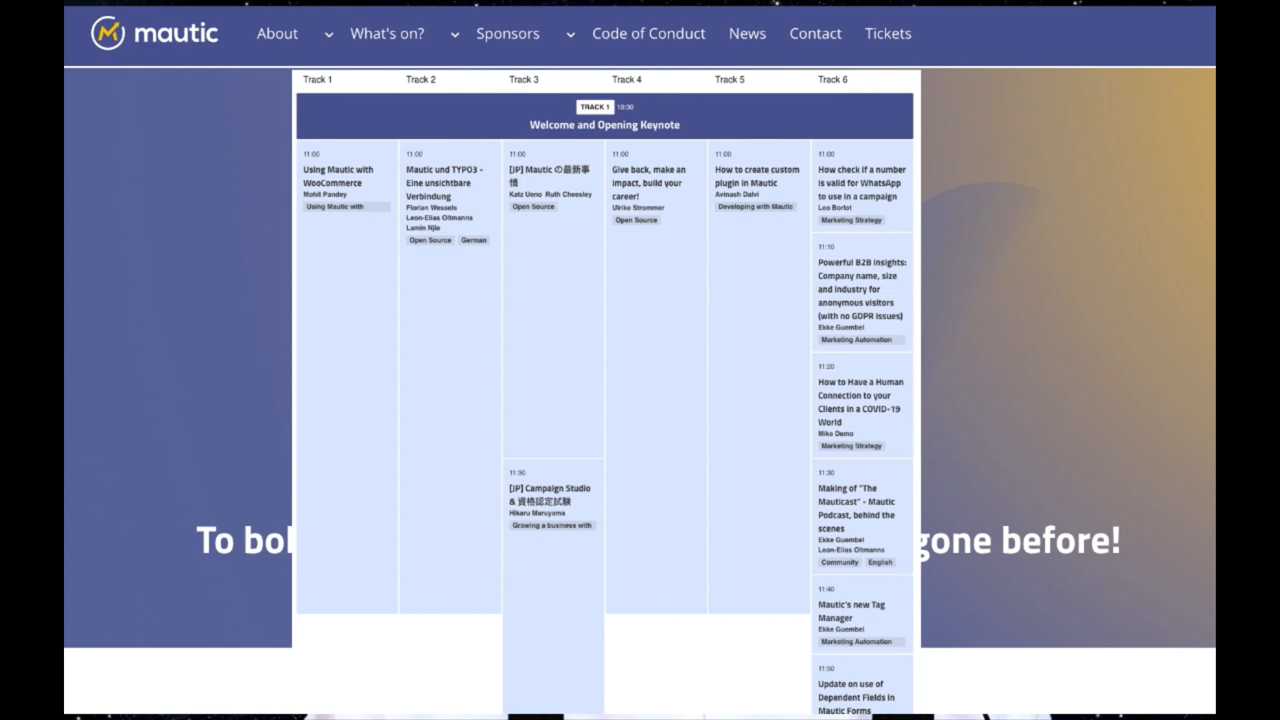 mautic
About
What's on?
Sponsors
Code of Conduct
News
Contact
Tickets
Track 1
Track 2
Track 3
Track 4
Track 5
Track 6
TRACK 1 10:30
Welcome and Opening Keynote
11:00
Using Mautic with
WooCommerce
Mohit Pandey
Using Mautic with
11:00
Mautic und TYPO3 -
Eine unsichtbare
Verbindung
Florian Wessels
Leon-Elias Oltmanns
Lamin Njie
Open Source German
11:00
[JP] Mautic の最新事
情
Katz Ueno Ruth Cheesley
Open Source
11:30
[JP] Campaign Studio
& 資格認定試験
Hikaru Maruyama
Growing a business with
11:00
Give back, make an
impact, build your
career!
Ulrike Strommer
Open Source
11:00
How to create custom
plugin in Mautic
Avinash Dalvi
Developing with Mautic
11:00
How check if a number
is valid for WhatsApp
to use in a campaign
Leo Borlot
Marketing Strategy
11:10
Powerful B2B insights:
Company name, size
and industry for
anonymous visitors
(with no GDPR issues)
Ekke Guembel
Marketing Automation
11:20
How to Have a Human
Connection to your
Clients in a COVID-19
World
Mike Demo
Marketing Strategy
11:30
Making of "The
Mauticast" - Mautic
Podcast, behind the
scenes
Ekke Guembel
Leon-Elias Oltmanns
Community English
11:40
Mautic's new Tag
Manager
Ekke Guembel
Marketing Automation
11:50
Update on use of
Dependent Fields in
Mautic Forms
To bol
gone before!